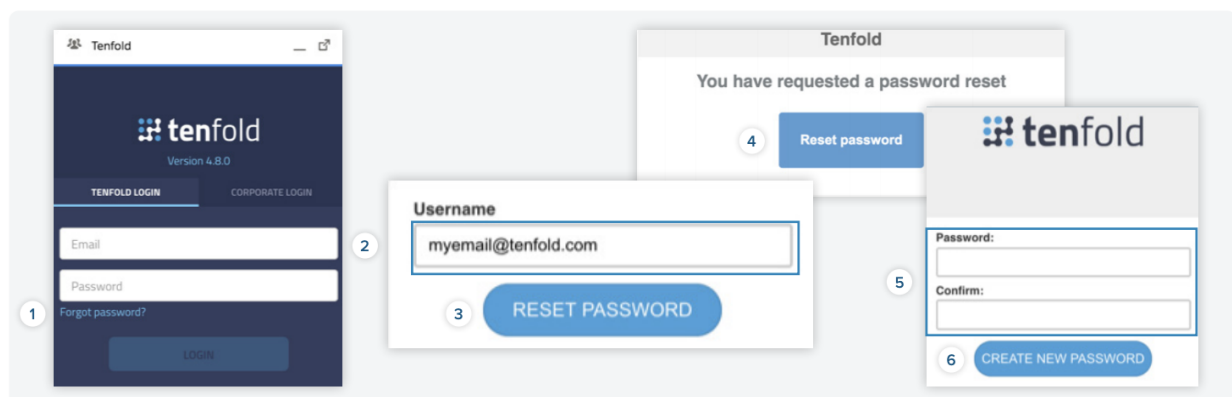 Tenfold
tenfold
Version 4.8.0
TENFOLD LOGIN CORPORATE LOGIN
Email
Password
1
Forgot password?
LOGIN
2
Username
myemail@tenfold.com
3
RESET PASSWORD
Tenfold
You have requested a password reset
4
Reset password
tenfold
5
Password:
Confirm:
6
CREATE NEW PASSWORD